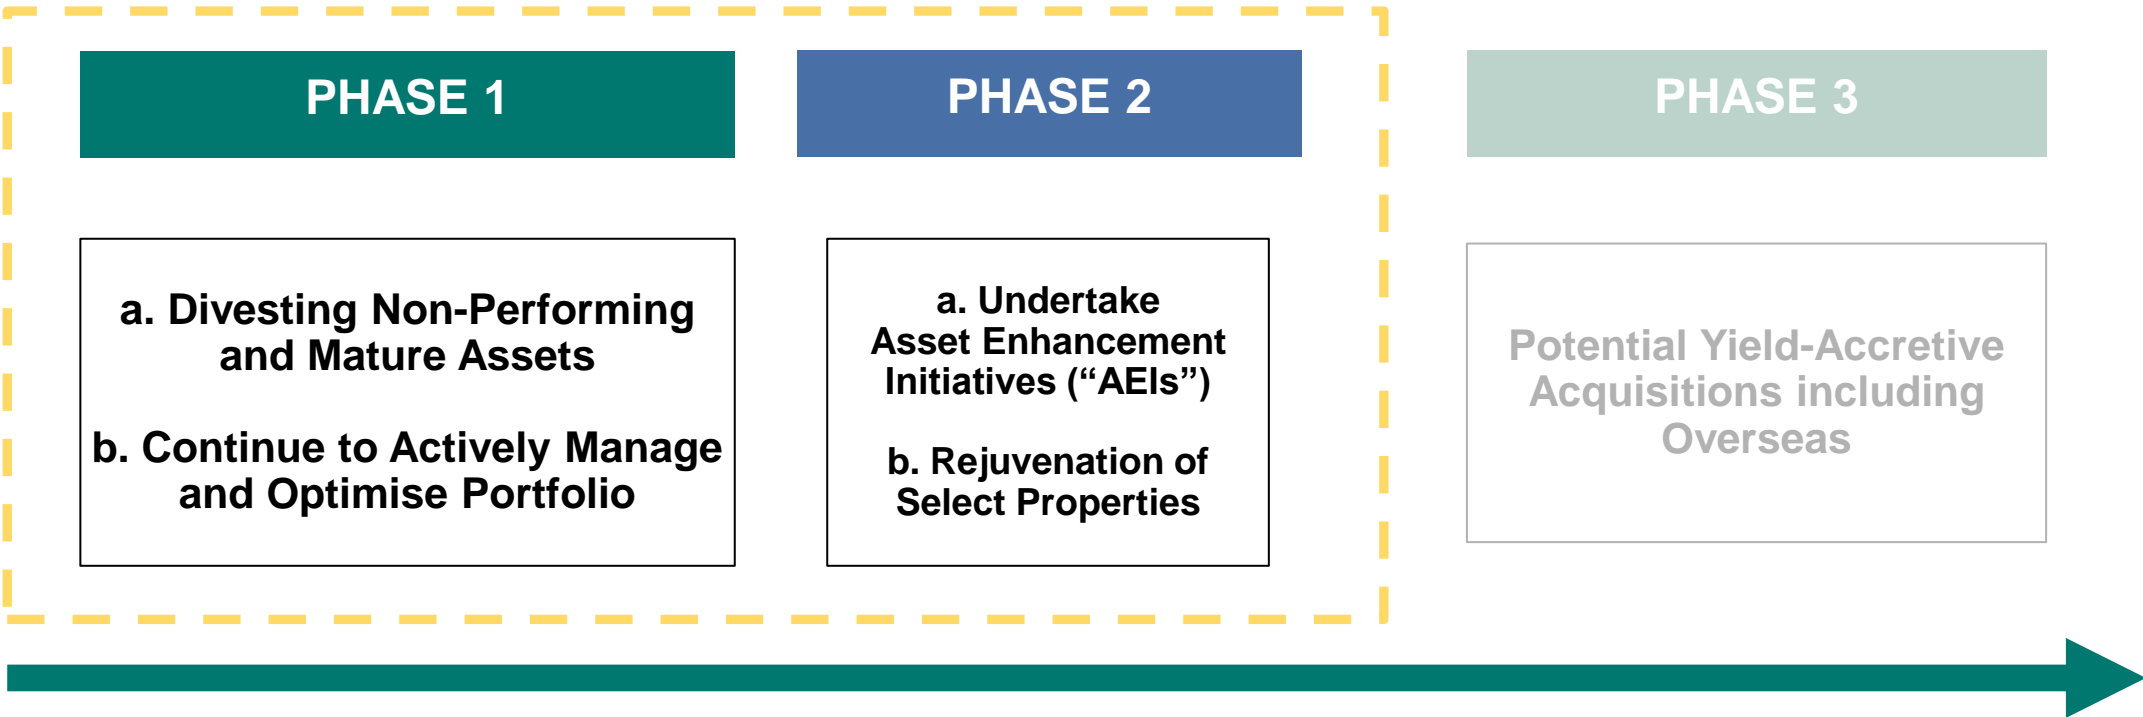 PHASE 1
a. Divesting Non-Performing
and Mature Assets
b. Continue to Actively Manage
and Optimise Portfolio
PHASE 2
a. Undertake
Asset Enhancement
Initiatives (“AEIs”)
b. Rejuvenation of
Select Properties
PHASE 3
Potential Yield-Accretive
Acquisitions including
Overseas